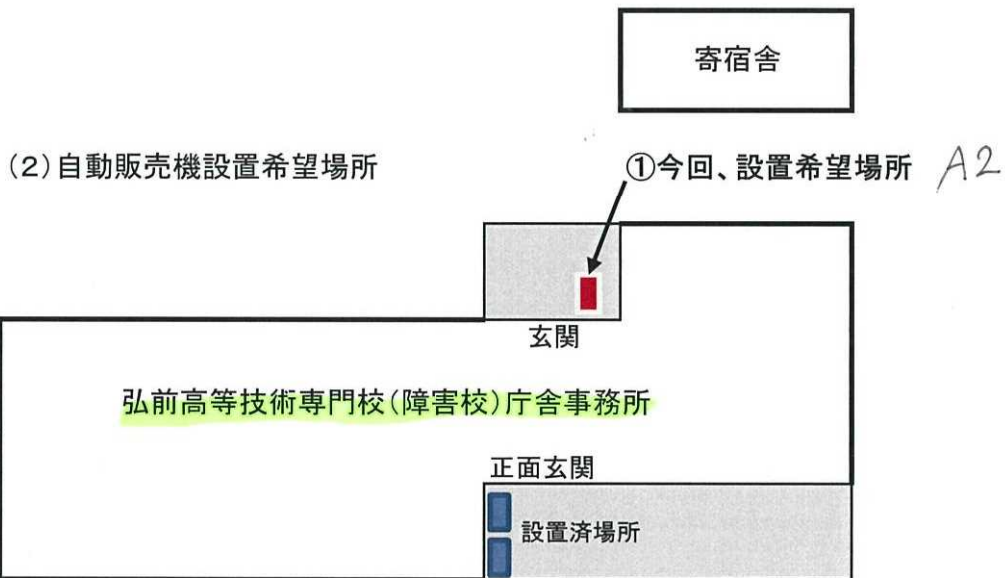 寄宿舎
(2)自動販売機設置希望場所
①今回、設置希望場所 A2
玄関
弘前高等技術専門校(障害校)庁舎事務所
正面玄関
設置済場所